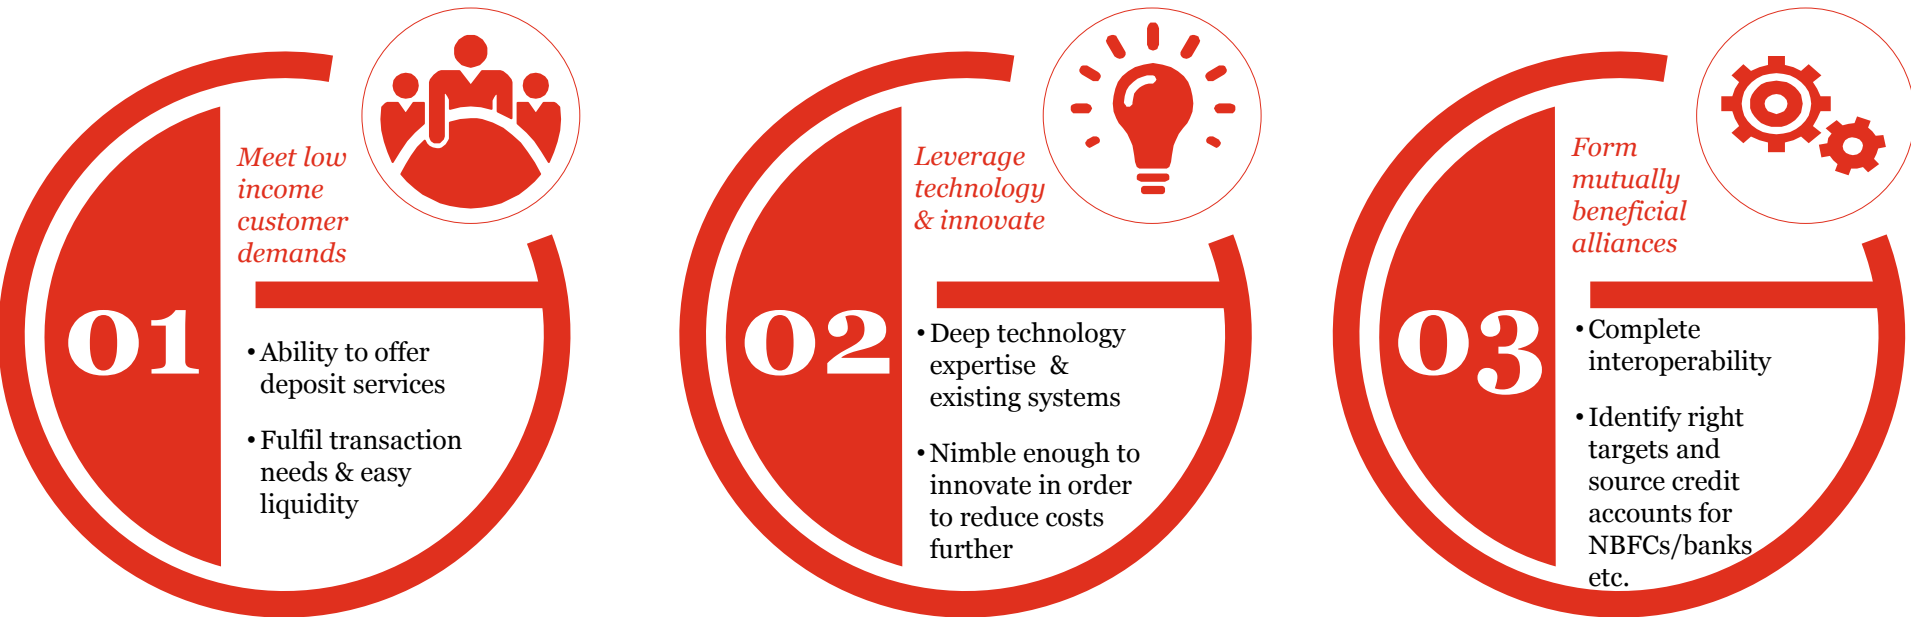 Meet low
income
customer
demands
01
• Ability to offer
deposit services
• Fulfil transaction
needs & easy
liquidity
Leverage
technology
& innovate
02
• Deep technology
expertise &
existing systems
• Nimble enough to
innovate in order
to reduce costs
further
Form
mutually
beneficial
alliances
03
• Complete
interoperability
• Identify right
targets and
source credit
accounts for
NBFCs/banks
etc.